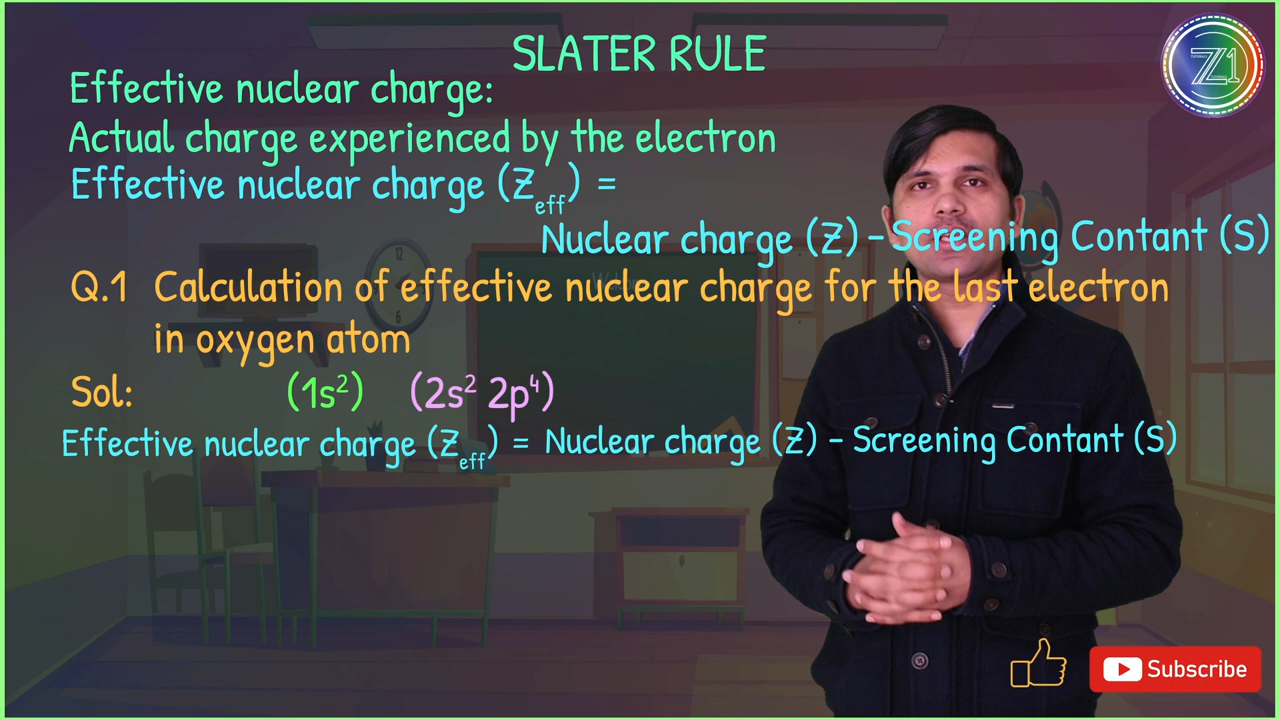 SLATER RULE
Effective nuclear charge:
Actual charge experienced by the electron
Effective nuclear charge (Zeff) =
Nuclear charge (Z) - Screening Contant (S)
Q.1 Calculation of effective nuclear charge for the last electron
in oxygen atom
Sol: (1s²) (2s² 2p⁴)
Effective nuclear charge (Zeff) = Nuclear charge (Z) - Screening Contant (S)
Subscribe